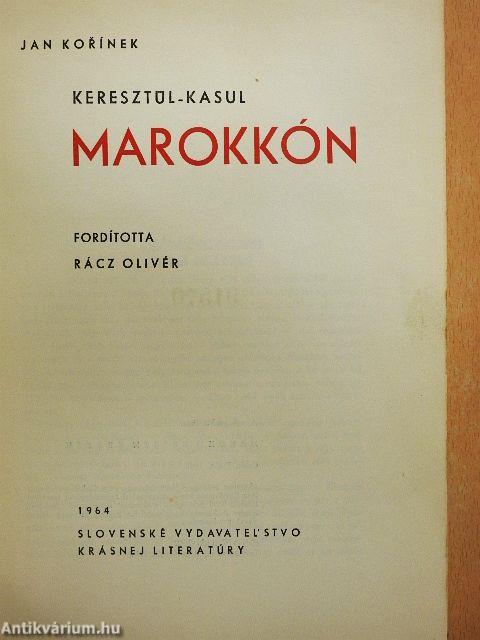 JAN KOŘÍNEK
KERESZTÜL-KASUL
MAROKKÓN
FORDÍTOTTA
RÁCZ OLIVÉR
1964
SLOVENSKÉ VYDAVATEĽSTVO
KRÁSNEJ LITERATÚRY
Antikvárium.hu